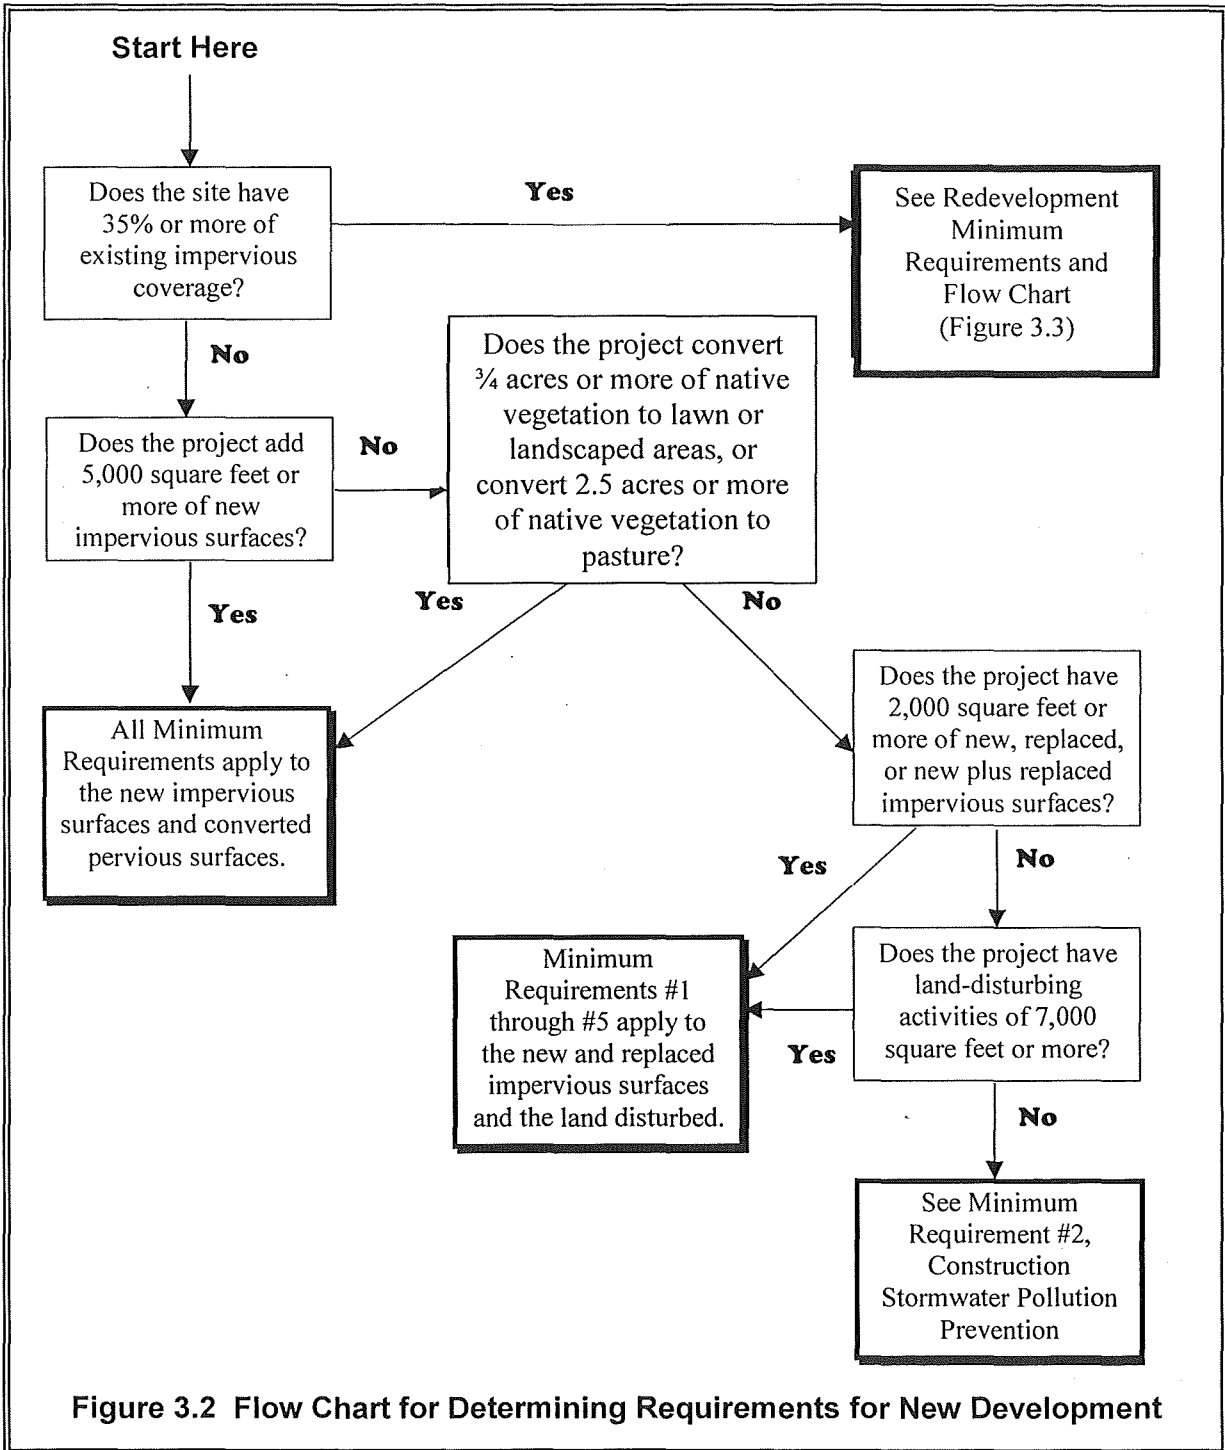 Start Here
Does the site have
35% or more of
existing impervious
coverage?
Yes
See Redevelopment
Minimum
Requirements and
Flow Chart
(Figure 3.3)
No
Does the project add
5,000 square feet or
more of new
impervious surfaces?
No
Does the project convert
¾ acres or more of native
vegetation to lawn or
landscaped areas, or
convert 2.5 acres or more
of native vegetation to
pasture?
Yes
Yes
No
All Minimum
Requirements apply to
the new impervious
surfaces and converted
pervious surfaces.
Does the project have
2,000 square feet or
more of new, replaced,
or new plus replaced
impervious surfaces?
Yes
No
Minimum
Requirements #1
through #5 apply to
the new and replaced
impervious surfaces
and the land disturbed.
Does the project have
land-disturbing
activities of 7,000
square feet or more?
Yes
No
See Minimum
Requirement #2,
Construction
Stormwater Pollution
Prevention
Figure 3.2 Flow Chart for Determining Requirements for New Development